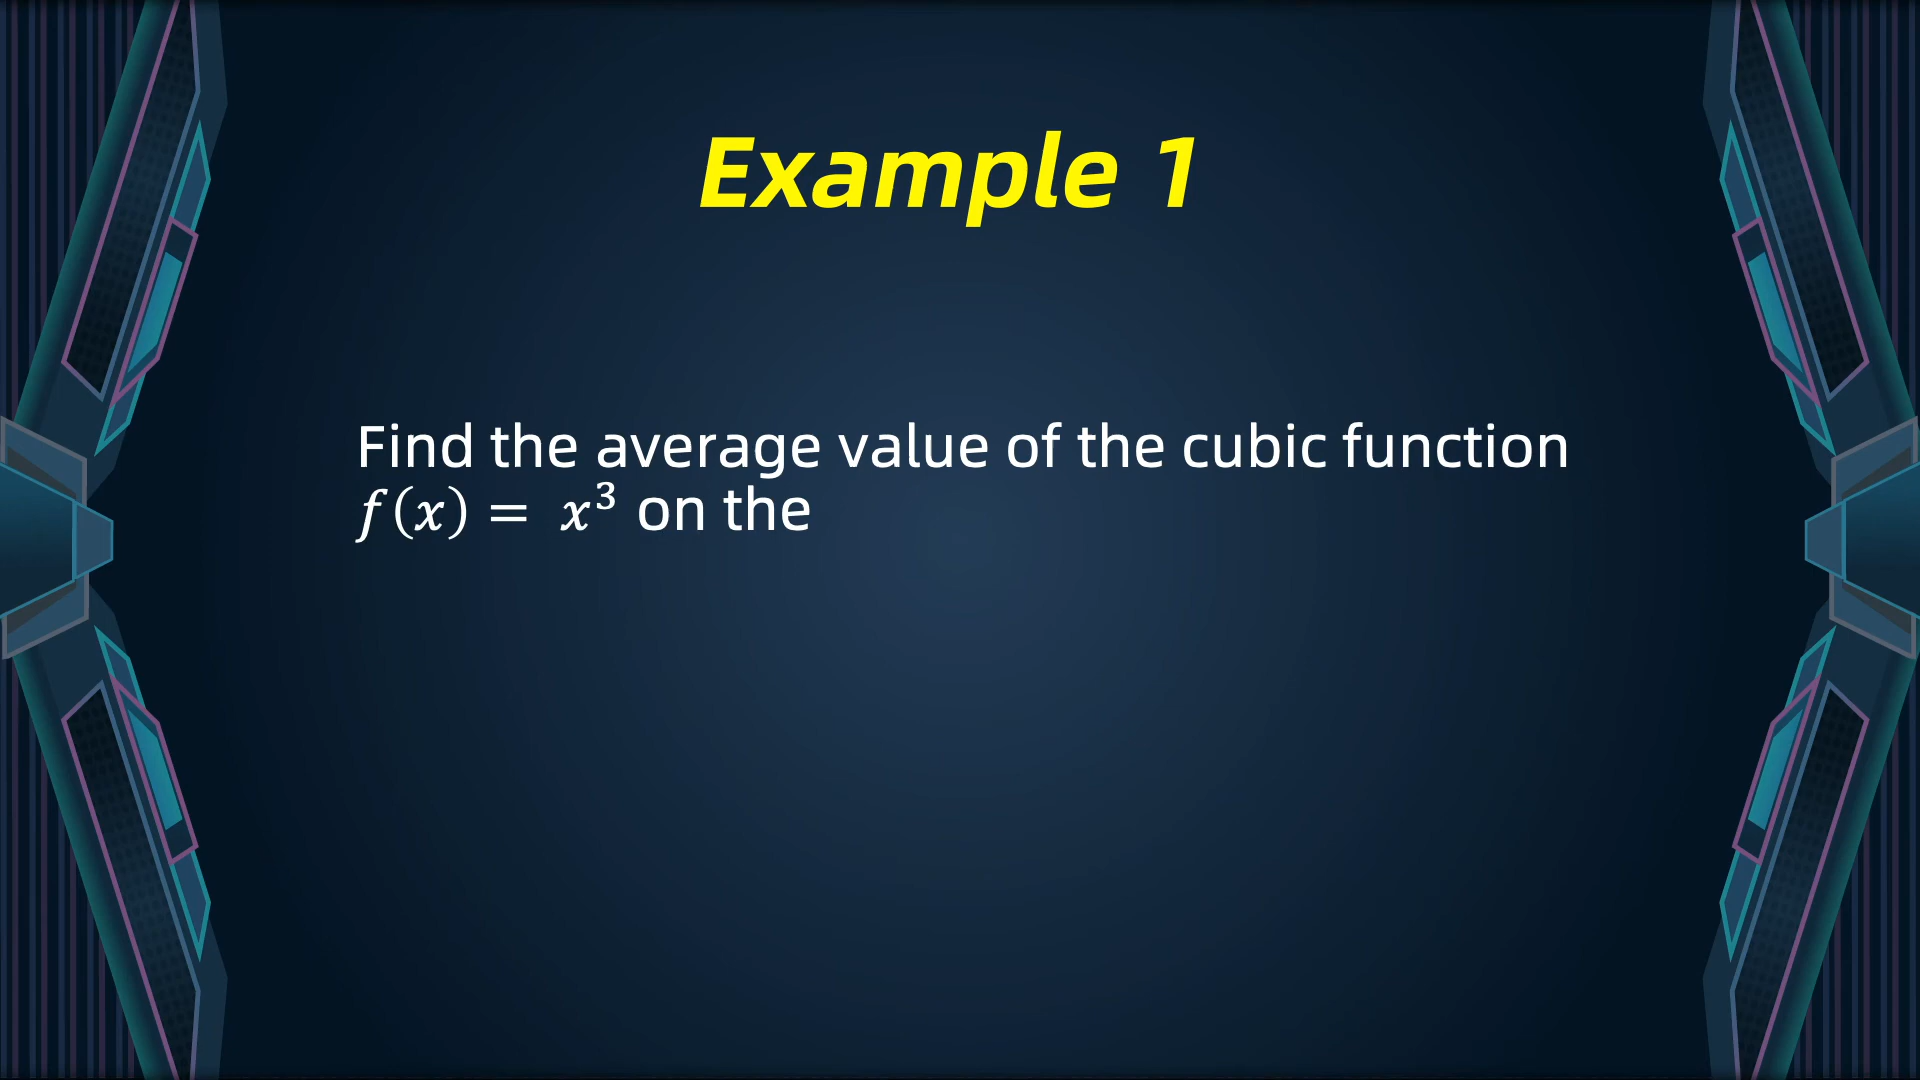 Example 1
Find the average value of the cubic function
f(x) = x³ on the